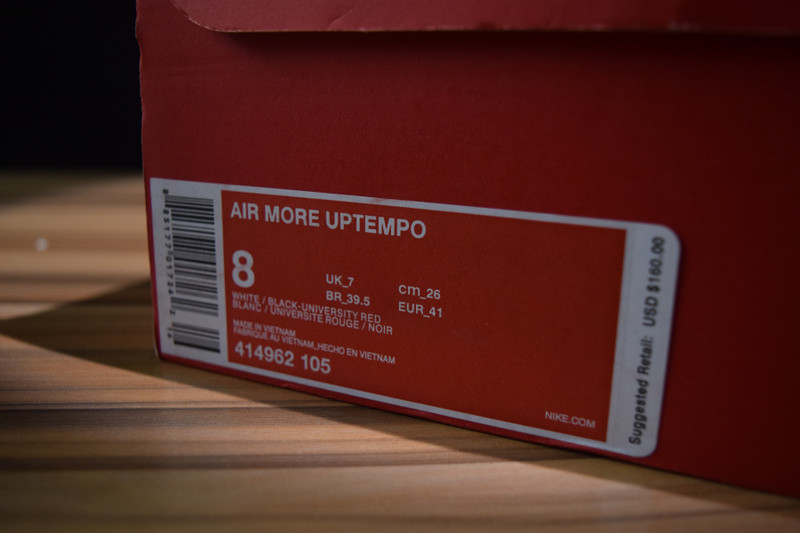 AIR MORE UPTEMPO
8
UK_7
cm_26
BR_39.5
EUR_41
WHITE / BLACK-UNIVERSITY RED
BLANC / UNIVERSITE ROUGE / NOIR
MADE IN VIETNAM
FABRIQUE AU VIETNAM_HECHO EN VIETNAM
414962 105
NIKE.COM
Suggested Retail: USD $160.00